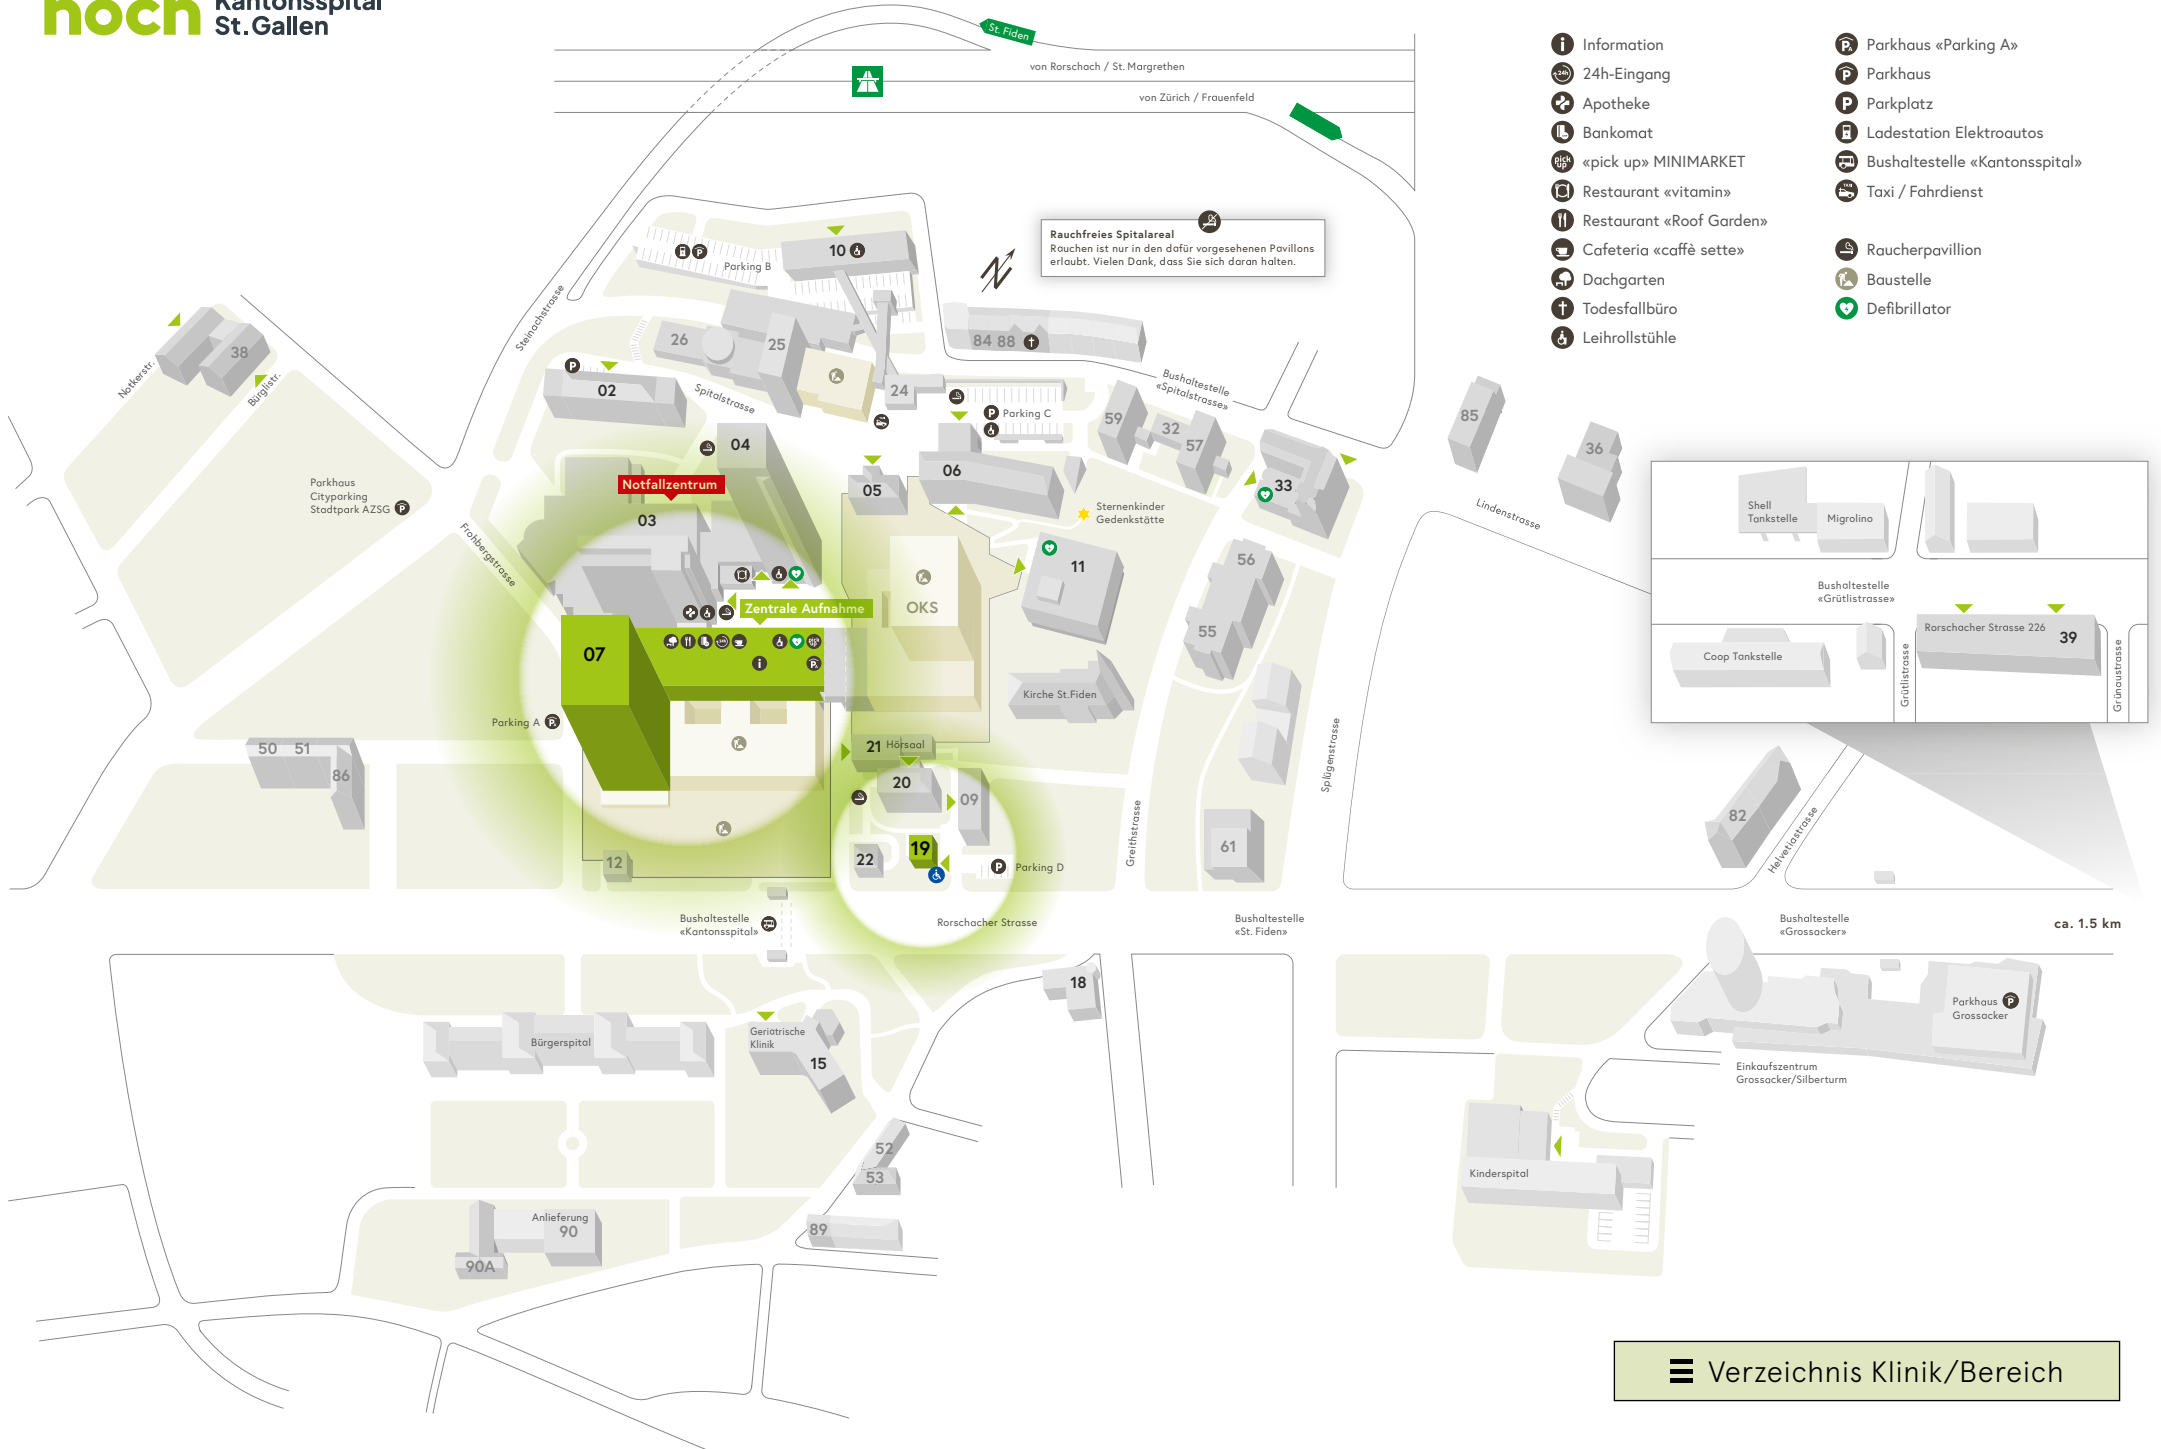 noch
Kantonsspital
St.Gallen
St. Fiden
von Rorschach / St. Margrethen
von Zürich / Frauenfeld
Information
24h-Eingang
Apotheke
Bankomat
«pick up» MINIMARKET
Restaurant «vitamin»
Restaurant «Roof Garden»
Cafeteria «caffè sette»
Dachgarten
Todesfallbüro
Leihrollstühle
Parkhaus «Parking A»
Parkhaus
Parkplatz
Ladestation Elektroautos
Bushaltestelle «Kantonsspital»
Taxi / Fahrdienst
Raucherpavillion
Baustelle
Defibrillator
Rauchfreies Spitalareal
Rauchen ist nur in den dafür vorgesehenen Pavillons
erlaubt. Vielen Dank, dass Sie sich daran halten.
N
Parking B
10
Steinachstrasse
38
Notkerstr.
Bürglistr.
26
25
84 88
02
Spitalstrasse
24
Bushaltestelle
«Spitalstrasse»
Parking C
59
32
57
85
36
04
06
05
33
Notfallzentrum
03
Parkhaus
Cityparking
Stadtpark AZSG
Frohbergstrasse
Sternenkinder
Gedenkstätte
Lindenstrasse
11
56
55
OKS
Zentrale Aufnahme
07
Kirche St.Fiden
Parking A
21 Hörsaal
20
09
50 51
86
12
22
19
Parking D
Greithstrasse
Splügenstrasse
61
82
Helvetiastrasse
Shell
Tankstelle
Migrolino
Bushaltestelle
«Grütlistrasse»
Rorschacher Strasse 226
39
Coop Tankstelle
Grütlistrasse
Grünaustrasse
Bushaltestelle
«Kantonsspital»
Rorschacher Strasse
Bushaltestelle
«St. Fiden»
Bushaltestelle
«Grossacker»
ca. 1.5 km
18
Bürgerspital
Geriatrische
Klinik
15
Parkhaus
Grossacker
Einkaufszentrum
Grossacker/Silberturm
52
53
Kinderspital
Anlieferung
90
90A
89
Verzeichnis Klinik/Bereich